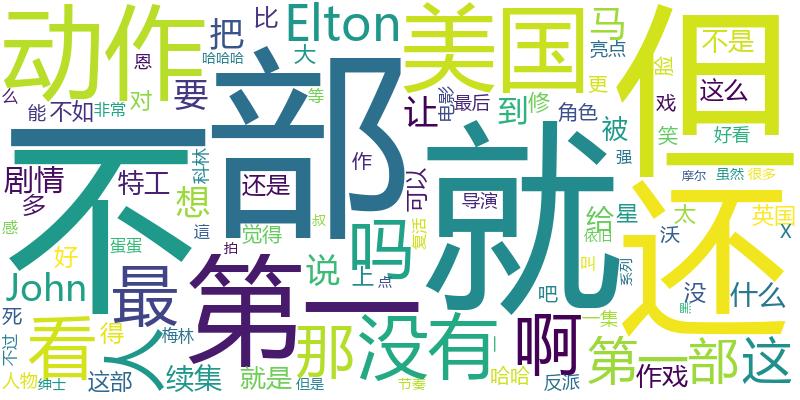 动作
把
比
Elton
美国
马
但
不是
恩
哈哈哈
大
亮点
更
戏
这么
么
能
不如
非常
对
要
部
等
让
最后
电影
到
修
角色
被
笑
好看
不
就
还
剧情
多
特工
科林
还是
作
可以
导演
给
星
强
摩尔
虽然
很多
太
英国
X
感
好
蛋蛋
這
想
觉得
叔
吗
复活
依旧
沃
John
最
第一
拍
说
上
点
吧
叫
系列
没
什么
死
看
得
梅林
那
没有
啊
一集
第一部
这
不过
人物
绅士
这部
续集
就是
但是
节奏
哈哈
反派
作戏